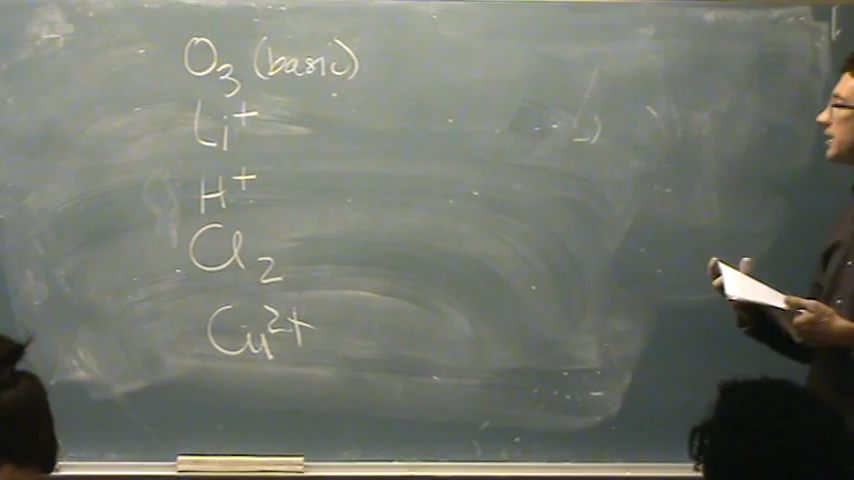 O₃ (basic)
Li⁺
H⁺
Cl₂
Cu²⁺